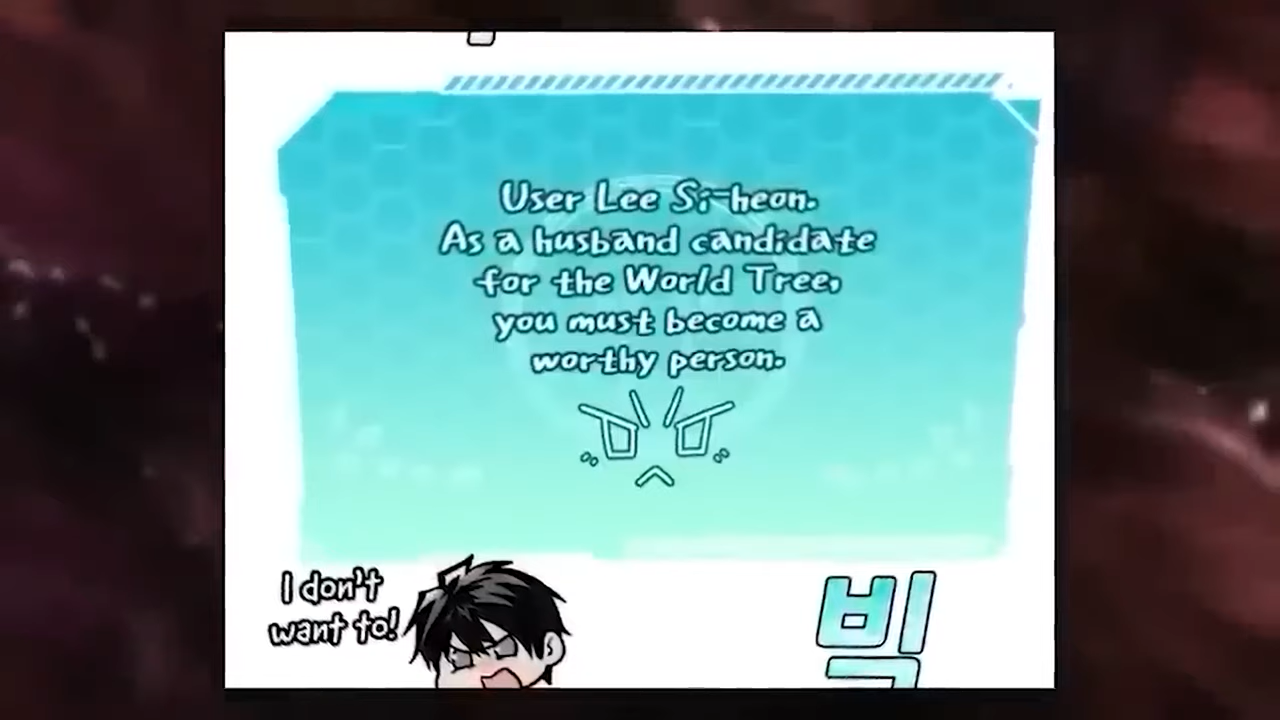 User Lee Si-heon.
As a husband candidate
for the World Tree,
you must become a
worthy person.
I don't
want to!
빅